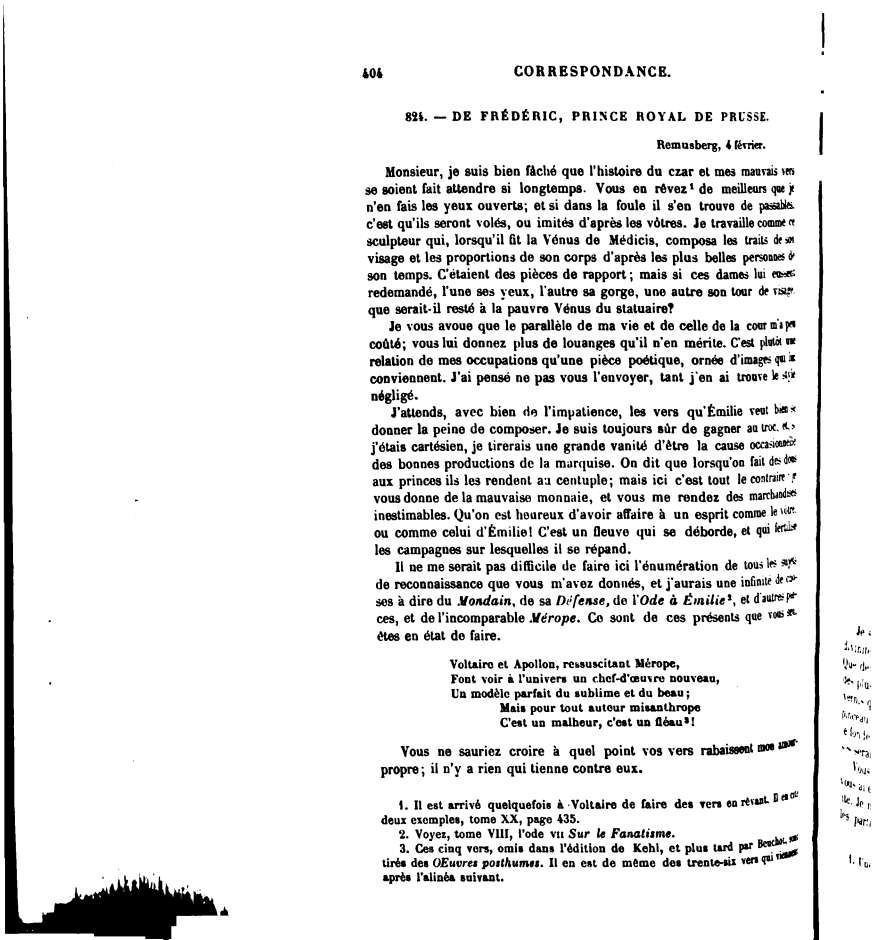 404 CORRESPONDANCE.
824. — DE FRÉDÉRIC, PRINCE ROYAL DE PRUSSE.
Remusberg, 4 février.
Monsieur, je suis bien fâché que l'histoire du czar et mes mauvais vers
se soient fait attendre si longtemps. Vous en rêvez¹ de meilleurs que je
n'en fais les yeux ouverts; et si dans la foule il s'en trouve de passables,
c'est qu'ils seront volés, ou imités d'après les vôtres. Je travaille comme ce
sculpteur qui, lorsqu'il fit la Vénus de Médicis, composa les traits de son
visage et les proportions de son corps d'après les plus belles personnes de
son temps. C'étaient des pièces de rapport; mais si ces dames lui eussent
redemandé, l'une ses yeux, l'autre sa gorge, une autre son tour de visage,
que serait-il resté à la pauvre Vénus du statuaire?
Je vous avoue que le parallèle de ma vie et de celle de la cour m'a peu
coûté; vous lui donnez plus de louanges qu'il n'en mérite. C'est plutôt une
relation de mes occupations qu'une pièce poétique, ornée d'images qui lui
conviennent. J'ai pensé ne pas vous l'envoyer, tant j'en ai trouvé le style
négligé.
J'attends, avec bien de l'impatience, les vers qu'Émilie veut bien se
donner la peine de composer. Je suis toujours sûr de gagner au troc, et, si
j'étais cartésien, je tirerais une grande vanité d'être la cause occasionnelle
des bonnes productions de la marquise. On dit que lorsqu'on fait des dons
aux princes ils les rendent au centuple; mais ici c'est tout le contraire: je
vous donne de la mauvaise monnaie, et vous me rendez des marchandises
inestimables. Qu'on est heureux d'avoir affaire à un esprit comme le vôtre,
ou comme celui d'Émilie! C'est un fleuve qui se déborde, et qui fertilise
les campagnes sur lesquelles il se répand.
Il ne me serait pas difficile de faire ici l'énumération de tous les sujets
de reconnaissance que vous m'avez donnés, et j'aurais une infinité de cho-
ses à dire du Mondain, de sa Défense, de l'Ode à Émilie², et d'autres piè-
ces, et de l'incomparable Mérope. Ce sont de ces présents que vous seul
êtes en état de faire.
Voltaire et Apollon, ressuscitant Mérope,
Font voir à l'univers un chef-d'œuvre nouveau,
Un modèle parfait du sublime et du beau;
Mais pour tout auteur misanthrope
C'est un malheur, c'est un fléau³!
Vous ne sauriez croire à quel point vos vers rabaissent mon amour-
propre; il n'y a rien qui tienne contre eux.
1. Il est arrivé quelquefois à Voltaire de faire des vers en rêvant. Il en cite
deux exemples, tome XX, page 435.
2. Voyez, tome VIII, l'ode VII Sur le Fanatisme.
3. Ces cinq vers, omis dans l'édition de Kehl, et plus tard par Beuchot, sont
tirés des Œuvres posthumes. Il en est de même des trente-six vers qui viennent
après l'alinéa suivant.